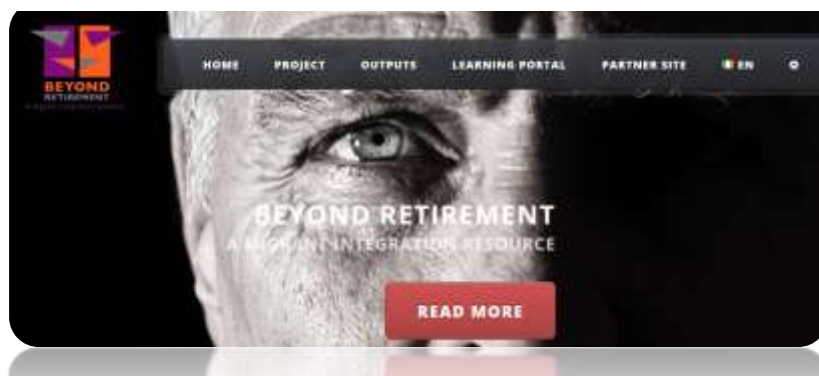 BEYOND
RETIREMENT
HOME PROJECT OUTPUTS LEARNING PORTAL PARTNER SITE EN
BEYOND RETIREMENT
A MIGRANT INTEGRATION RESOURCE
READ MORE